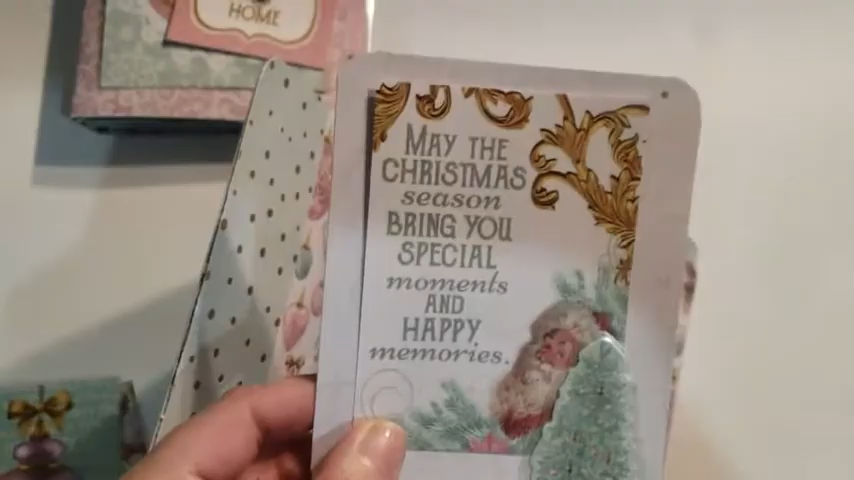 HOME
MAY THE
CHRISTMAS
season
BRING YOU
SPECIAL
moments
AND
HAPPY
memories.